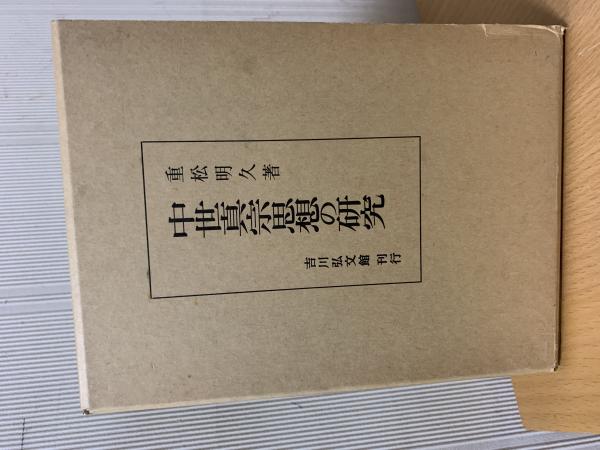 重松明久著
中世真宗思想の研究
吉川弘文館刊行